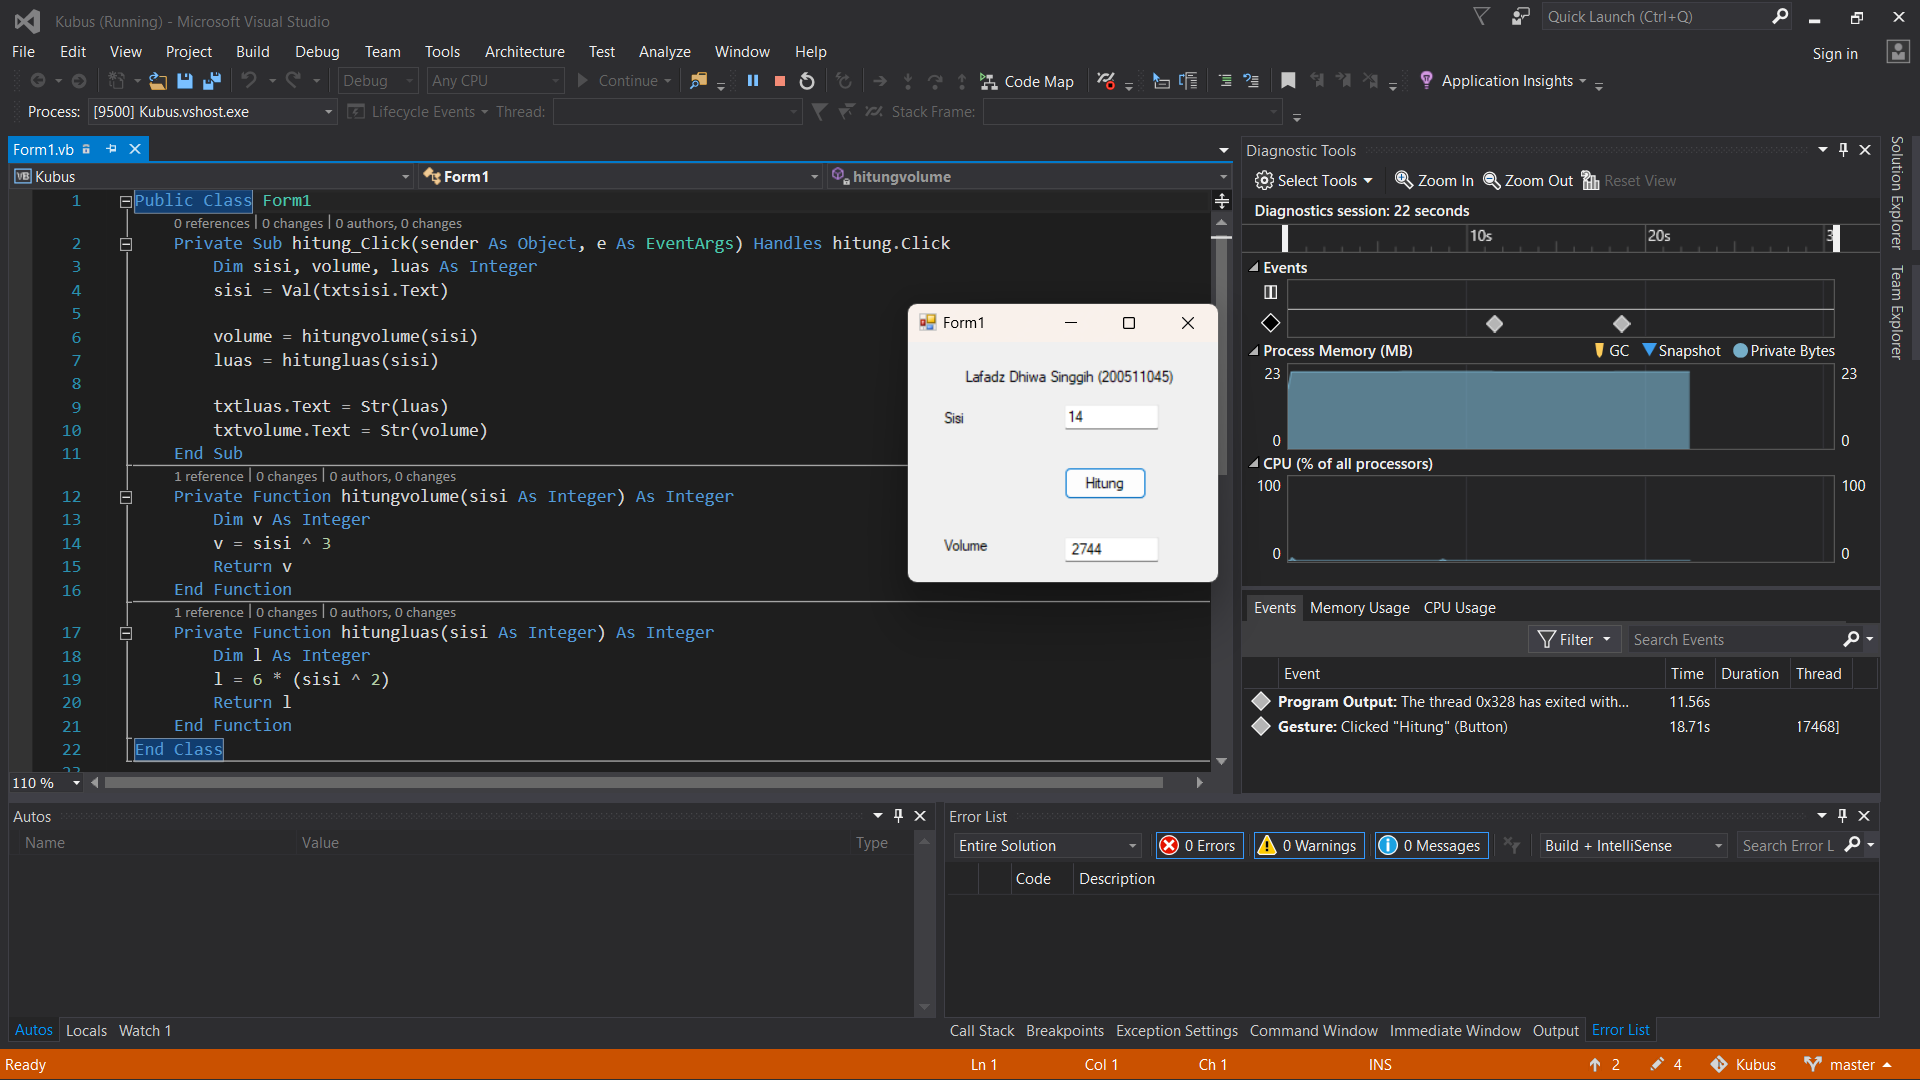 Kubus (Running) - Microsoft Visual Studio
Quick Launch (Ctrl+Q)
File Edit View Project Build Debug Team Tools Architecture Test Analyze Window Help
Sign in
Debug Any CPU Continue Code Map Application Insights
Process: [9500] Kubus.vshost.exe Lifecycle Events Thread: Stack Frame:
Form1.vb
VB Kubus Form1 hitungvolume
1 Public Class Form1
0 references | 0 changes | 0 authors, 0 changes
2 Private Sub hitung_Click(sender As Object, e As EventArgs) Handles hitung.Click
3 Dim sisi, volume, luas As Integer
4 sisi = Val(txtsisi.Text)
5
6 volume = hitungvolume(sisi)
7 luas = hitungluas(sisi)
8
9 txtluas.Text = Str(luas)
10 txtvolume.Text = Str(volume)
11 End Sub
1 reference | 0 changes | 0 authors, 0 changes
12 Private Function hitungvolume(sisi As Integer) As Integer
13 Dim v As Integer
14 v = sisi ^ 3
15 Return v
16 End Function
1 reference | 0 changes | 0 authors, 0 changes
17 Private Function hitungluas(sisi As Integer) As Integer
18 Dim l As Integer
19 l = 6 * (sisi ^ 2)
20 Return l
21 End Function
22 End Class
23
110 %
Form1
Lafadz Dhiwa Singgih (200511045)
Sisi 14
Hitung
Volume 2744
Diagnostic Tools
Select Tools Zoom In Zoom Out Reset View
Diagnostics session: 22 seconds
10s 20s 3
Events
Process Memory (MB) GC Snapshot Private Bytes
23 23
0 0
CPU (% of all processors)
100 100
0 0
Events Memory Usage CPU Usage
Filter Search Events
Event Time Duration Thread
Program Output: The thread 0x328 has exited with... 11.56s
Gesture: Clicked "Hitung" (Button) 18.71s 17468]
Solution Explorer
Team Explorer
Autos
Name Value Type
Autos Locals Watch 1
Error List
Entire Solution 0 Errors 0 Warnings 0 Messages Build + IntelliSense Search Error L
Code Description
Call Stack Breakpoints Exception Settings Command Window Immediate Window Output Error List
Ready Ln 1 Col 1 Ch 1 INS 2 4 Kubus master